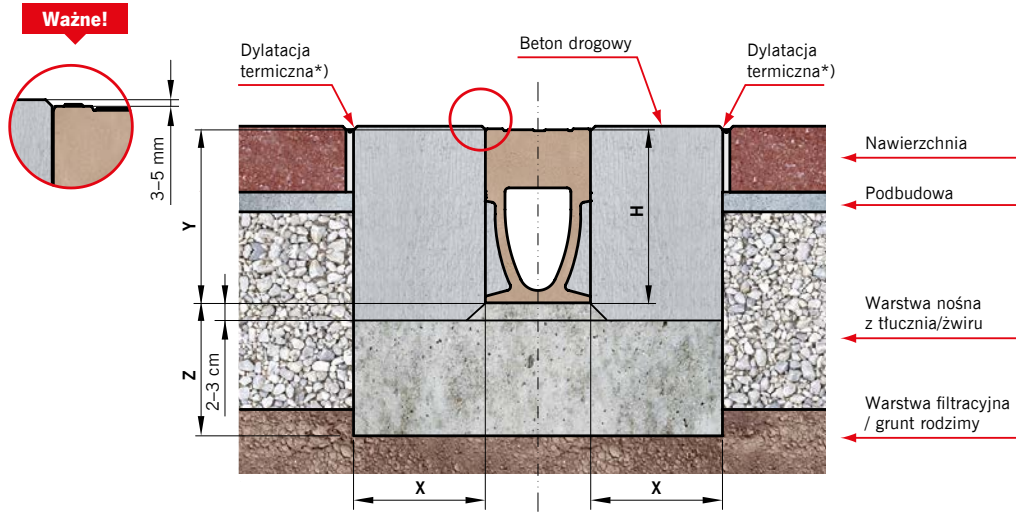 Ważne!
Dylatacja
termiczna*)
Beton drogowy
Dylatacja
termiczna*)
3–5 mm
Nawierzchnia
Podbudowa
Y
H
Warstwa nośna
z tłucznia/żwiru
Z
2–3 cm
Warstwa filtracyjna
/ grunt rodzimy
X
X